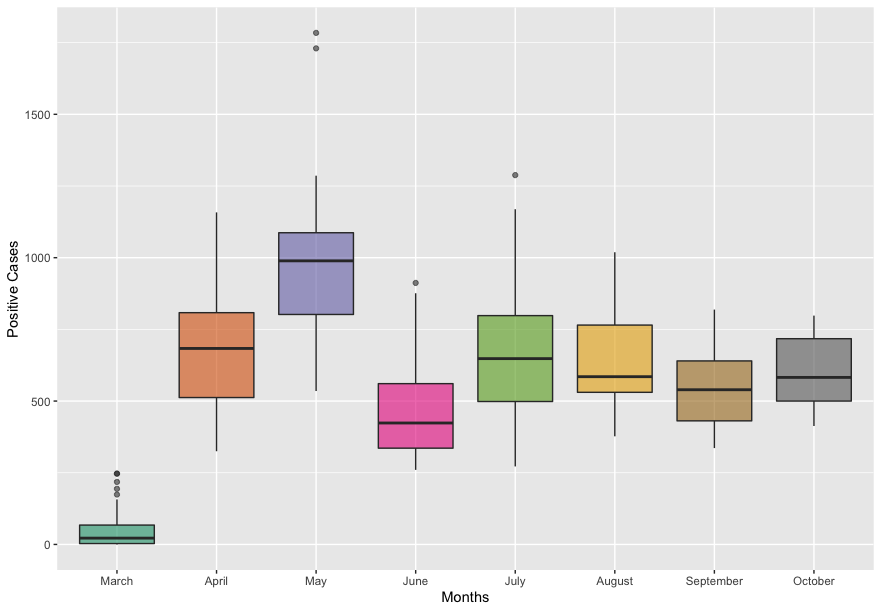 1500
1000
500
0
Positive Cases
March April May June July August September October
Months